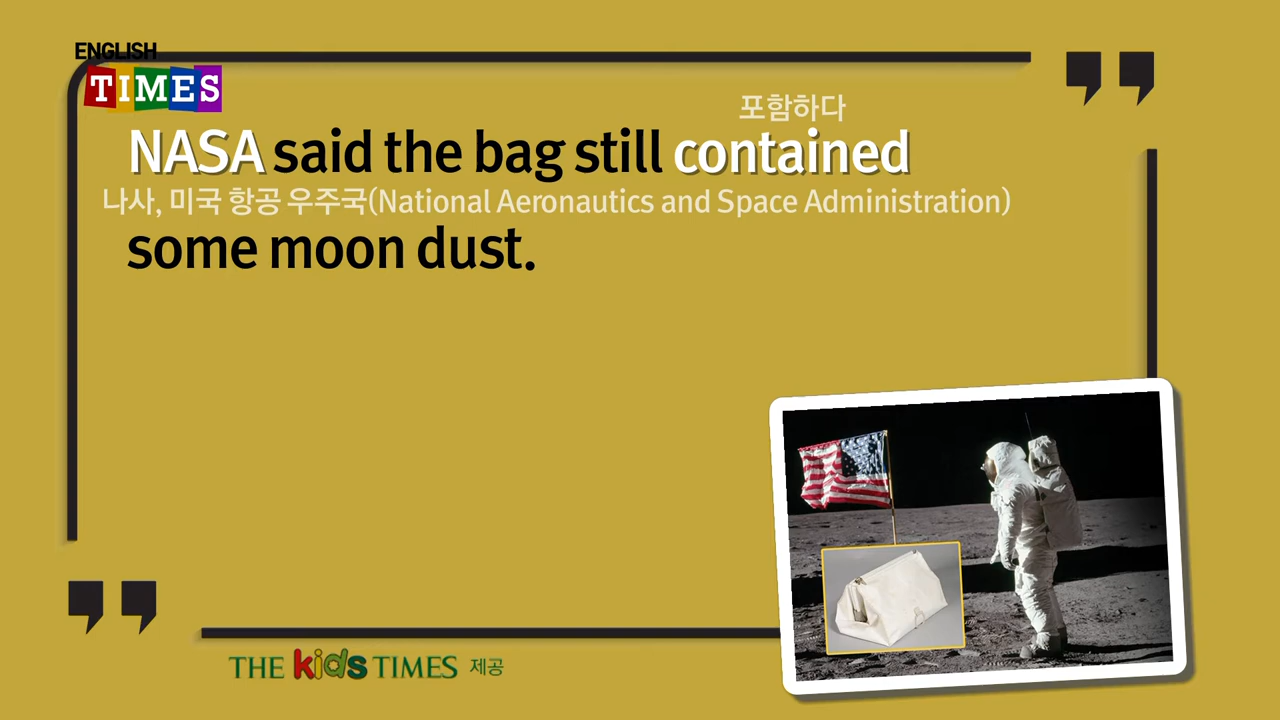 ENGLISH
TIMES
포함하다
NASA said the bag still contained
나사, 미국 항공 우주국(National Aeronautics and Space Administration)
some moon dust.
THE kids TIMES 제공